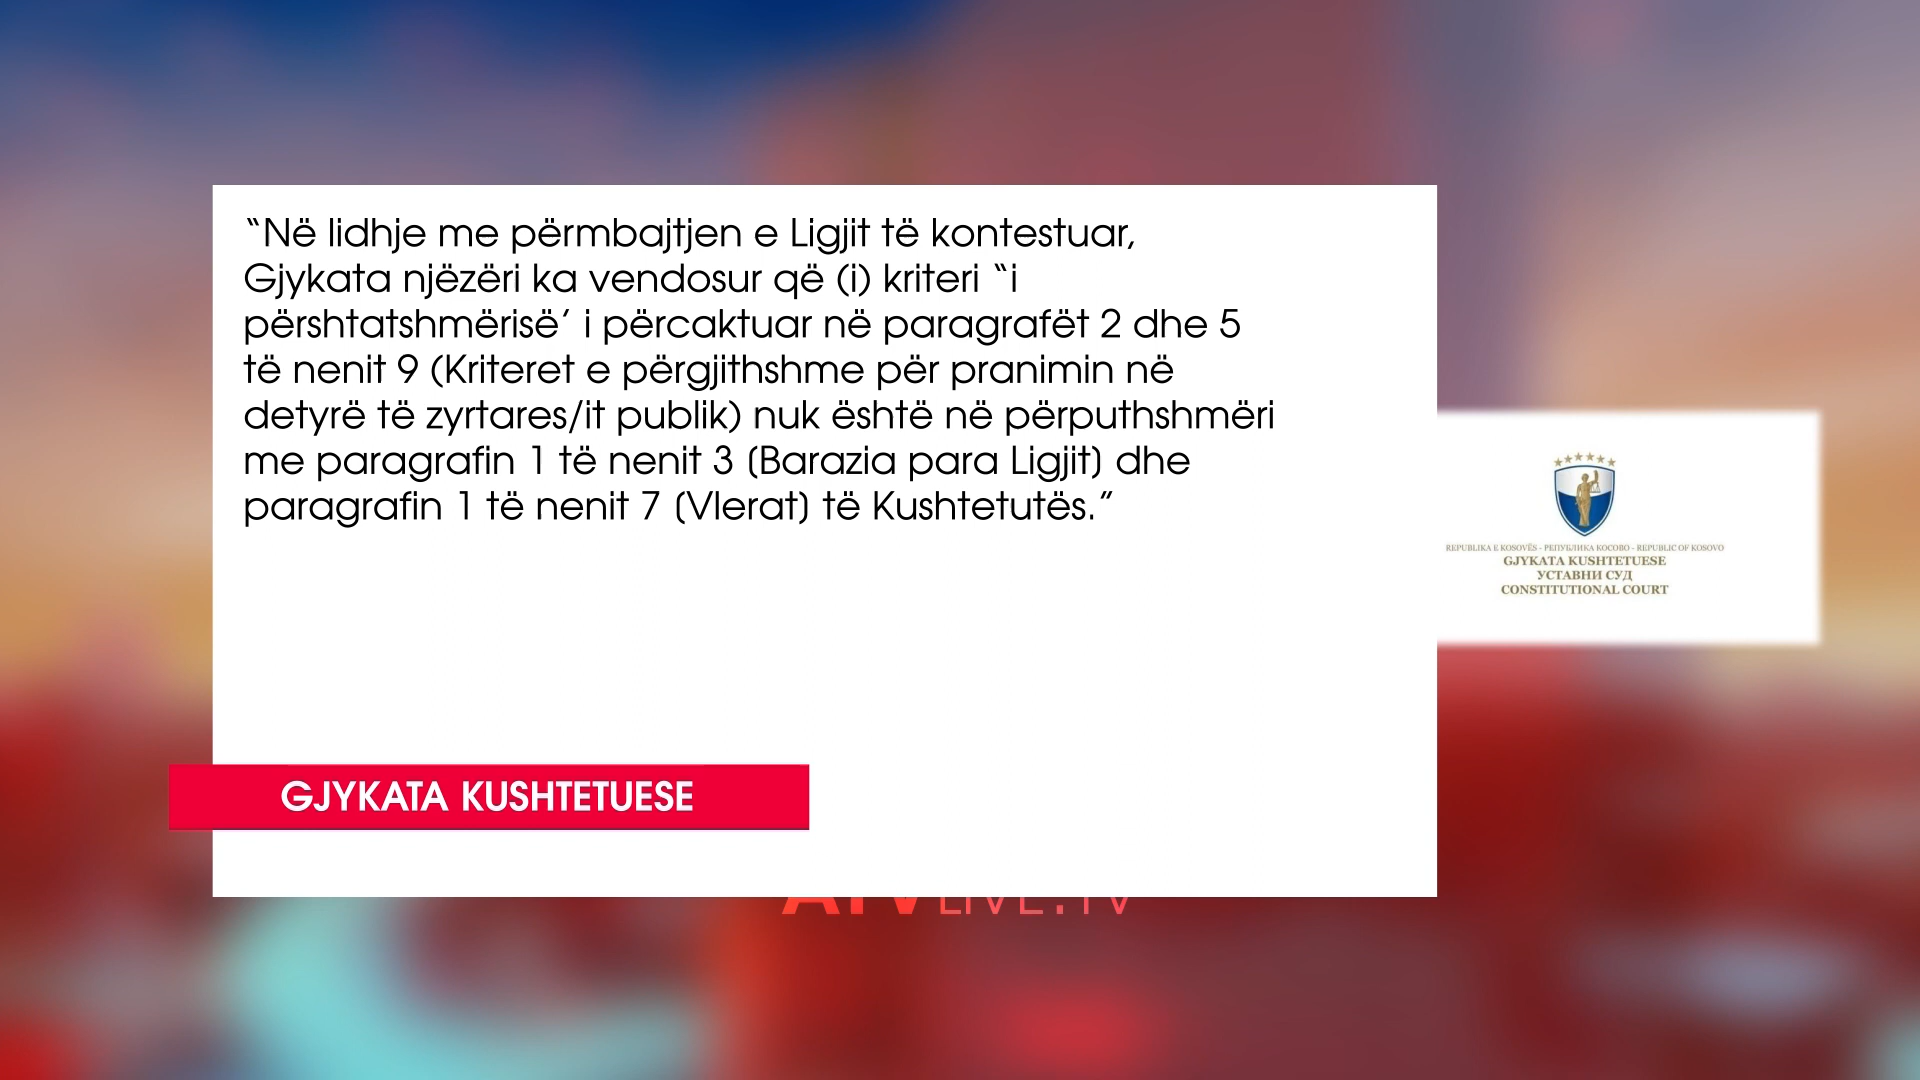 “Në lidhje me përmbajtjen e Ligjit të kontestuar,
Gjykata njëzëri ka vendosur që (i) kriteri “i
përshtatshmërisë’ i përcaktuar në paragrafët 2 dhe 5
të nenit 9 (Kriteret e përgjithshme për pranimin në
detyrë të zyrtares/it publik) nuk është në përputhshmëri
me paragrafin 1 të nenit 3 [Barazia para Ligjit] dhe
paragrafin 1 të nenit 7 [Vlerat] të Kushtetutës.”
REPUBLIKA E KOSOVËS - РЕПУБЛИКА КОСОВО - REPUBLIC OF KOSOVO
GJYKATA KUSHTETUESE
УСТАВНИ СУД
CONSTITUTIONAL COURT
GJYKATA KUSHTETUESE
ATVLIVE.TV